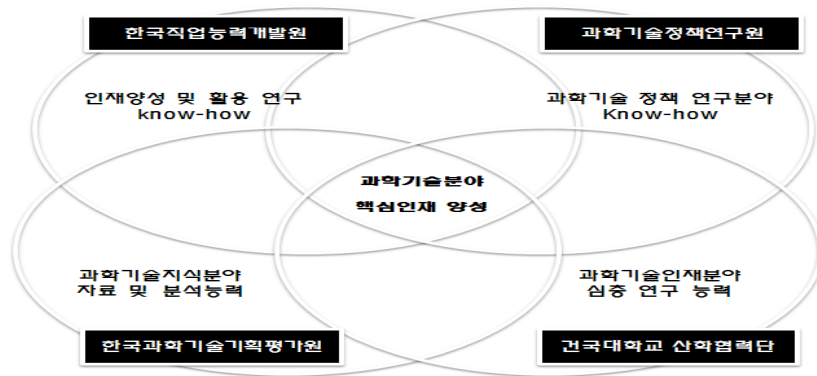 한국직업능력개발원
과학기술정책연구원
인재양성 및 활용 연구
know-how
과학기술 정책 연구분야
Know-how
과학기술분야
핵심인재 양성
과학기술지식분야
자료 및 분석능력
과학기술인재분야
심층 연구 능력
한국과학기술기획평가원
건국대학교 산학협력단